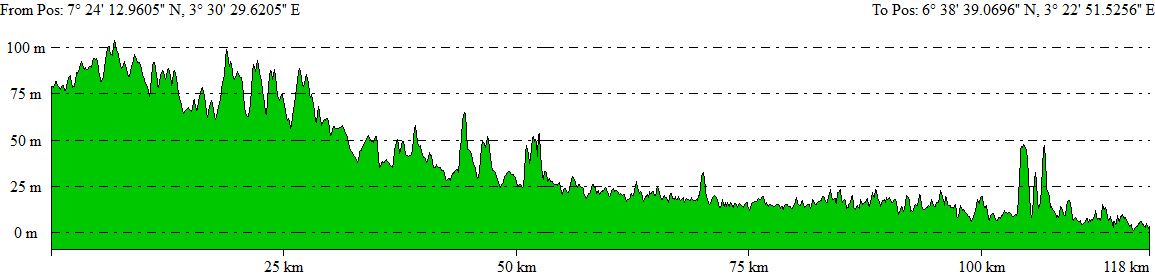 From Pos: 7° 24' 12.9605" N, 3° 30' 29.6205" E To Pos: 6° 38' 39.0696" N, 3° 22' 51.5256" E
100 m
75 m
50 m
25 m
0 m
25 km 50 km 75 km 100 km 118 km